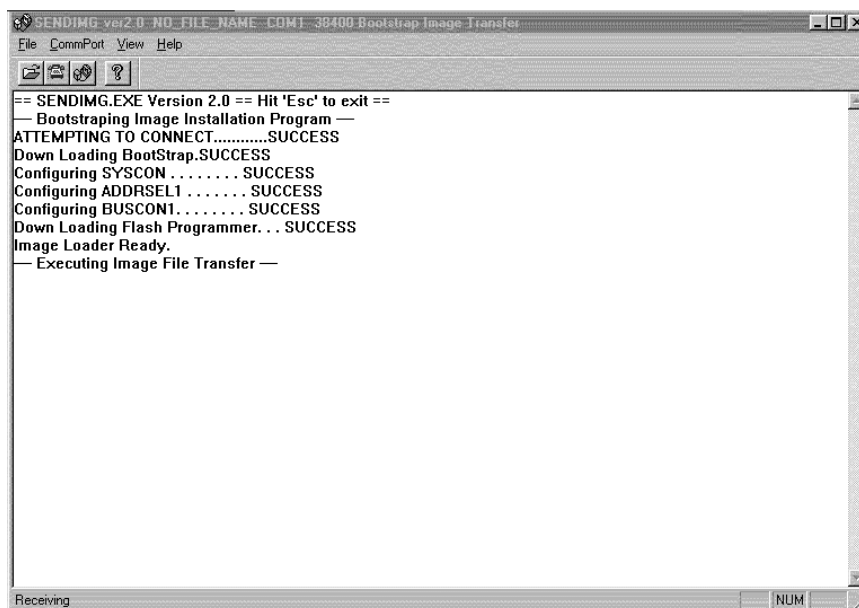 SENDIMG ver2.0 NO_FILE_NAME COM1 38400 Bootstrap Image Transfer
File CommPort View Help
== SENDIMG.EXE Version 2.0 == Hit 'Esc' to exit ==
— Bootstraping Image Installation Program —
ATTEMPTING TO CONNECT............SUCCESS
Down Loading BootStrap.SUCCESS
Configuring SYSCON . . . . . . . . SUCCESS
Configuring ADDRSEL1 . . . . . . . SUCCESS
Configuring BUSCON1. . . . . . . . SUCCESS
Down Loading Flash Programmer. . . SUCCESS
Image Loader Ready.
— Executing Image File Transfer —
Receiving
NUM